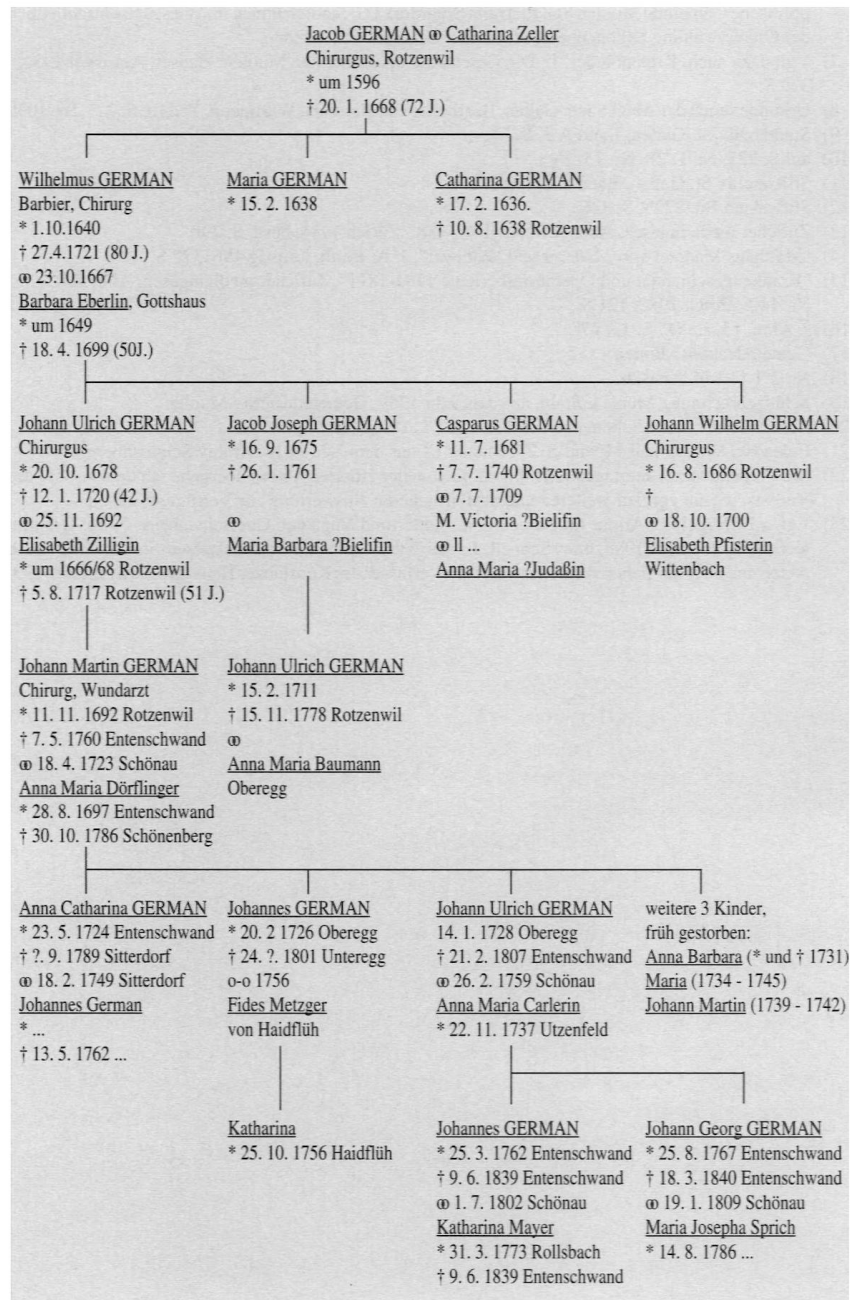 Jacob GERMAN ⚭ Catharina Zeller
Chirurgus, Rotzenwil
* um 1596
† 20. 1. 1668 (72 J.)
Wilhelmus GERMAN
Barbier, Chirurg
* 1.10.1640
† 27.4.1721 (80 J.)
⚭ 23.10.1667
Barbara Eberlin, Gottshaus
* um 1649
† 18. 4. 1699 (50J.)
Maria GERMAN
* 15. 2. 1638
Catharina GERMAN
* 17. 2. 1636.
† 10. 8. 1638 Rotzenwil
Johann Ulrich GERMAN
Chirurgus
* 20. 10. 1678
† 12. 1. 1720 (42 J.)
⚭ 25. 11. 1692
Elisabeth Zilligin
* um 1666/68 Rotzenwil
† 5. 8. 1717 Rotzenwil (51 J.)
Jacob Joseph GERMAN
* 16. 9. 1675
† 26. 1. 1761
⚭
Maria Barbara ?Bielifin
Casparus GERMAN
* 11. 7. 1681
† 7. 7. 1740 Rotzenwil
⚭ 7. 7. 1709
M. Victoria ?Bielifin
⚭ ll ...
Anna Maria ?Judaßin
Johann Wilhelm GERMAN
Chirurgus
* 16. 8. 1686 Rotzenwil
†
⚭ 18. 10. 1700
Elisabeth Pfisterin
Wittenbach
Johann Martin GERMAN
Chirurg, Wundarzt
* 11. 11. 1692 Rotzenwil
† 7. 5. 1760 Entenschwand
⚭ 18. 4. 1723 Schönau
Anna Maria Dörflinger
* 28. 8. 1697 Entenschwand
† 30. 10. 1786 Schönenberg
Johann Ulrich GERMAN
* 15. 2. 1711
† 15. 11. 1778 Rotzenwil
⚭
Anna Maria Baumann
Oberegg
Anna Catharina GERMAN
* 23. 5. 1724 Entenschwand
† ?. 9. 1789 Sitterdorf
⚭ 18. 2. 1749 Sitterdorf
Johannes German
* ...
† 13. 5. 1762 ...
Johannes GERMAN
* 20. 2 1726 Oberegg
† 24. ?. 1801 Unteregg
o-o 1756
Fides Metzger
von Haidflüh
Johann Ulrich GERMAN
14. 1. 1728 Oberegg
† 21. 2. 1807 Entenschwand
⚭ 26. 2. 1759 Schönau
Anna Maria Carlerin
* 22. 11. 1737 Utzenfeld
weitere 3 Kinder,
früh gestorben:
Anna Barbara (* und † 1731)
Maria (1734 - 1745)
Johann Martin (1739 - 1742)
Katharina
* 25. 10. 1756 Haidflüh
Johannes GERMAN
* 25. 3. 1762 Entenschwand
† 9. 6. 1839 Entenschwand
⚭ 1. 7. 1802 Schönau
Katharina Mayer
* 31. 3. 1773 Rollsbach
† 9. 6. 1839 Entenschwand
Johann Georg GERMAN
* 25. 8. 1767 Entenschwand
† 18. 3. 1840 Entenschwand
⚭ 19. 1. 1809 Schönau
Maria Josepha Sprich
* 14. 8. 1786 ...